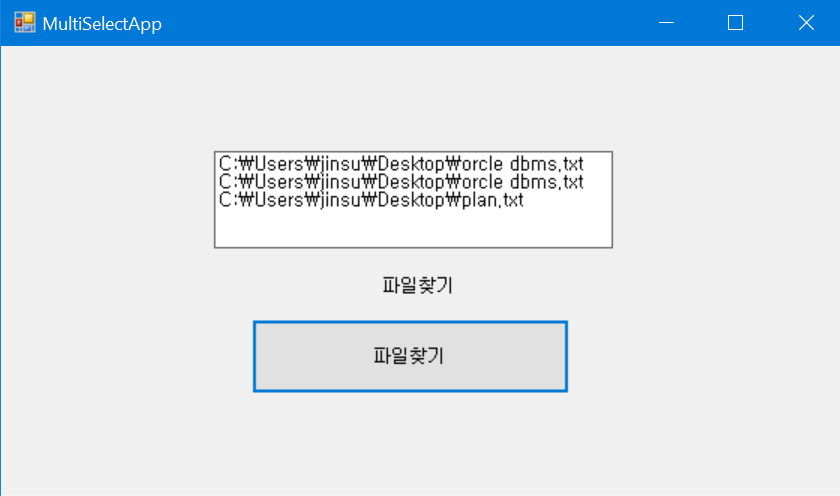 MultiSelectApp
C:₩Users₩jinsu₩Desktop₩orcle dbms.txt
C:₩Users₩jinsu₩Desktop₩orcle dbms.txt
C:₩Users₩jinsu₩Desktop₩plan.txt
파일찾기
파일찾기